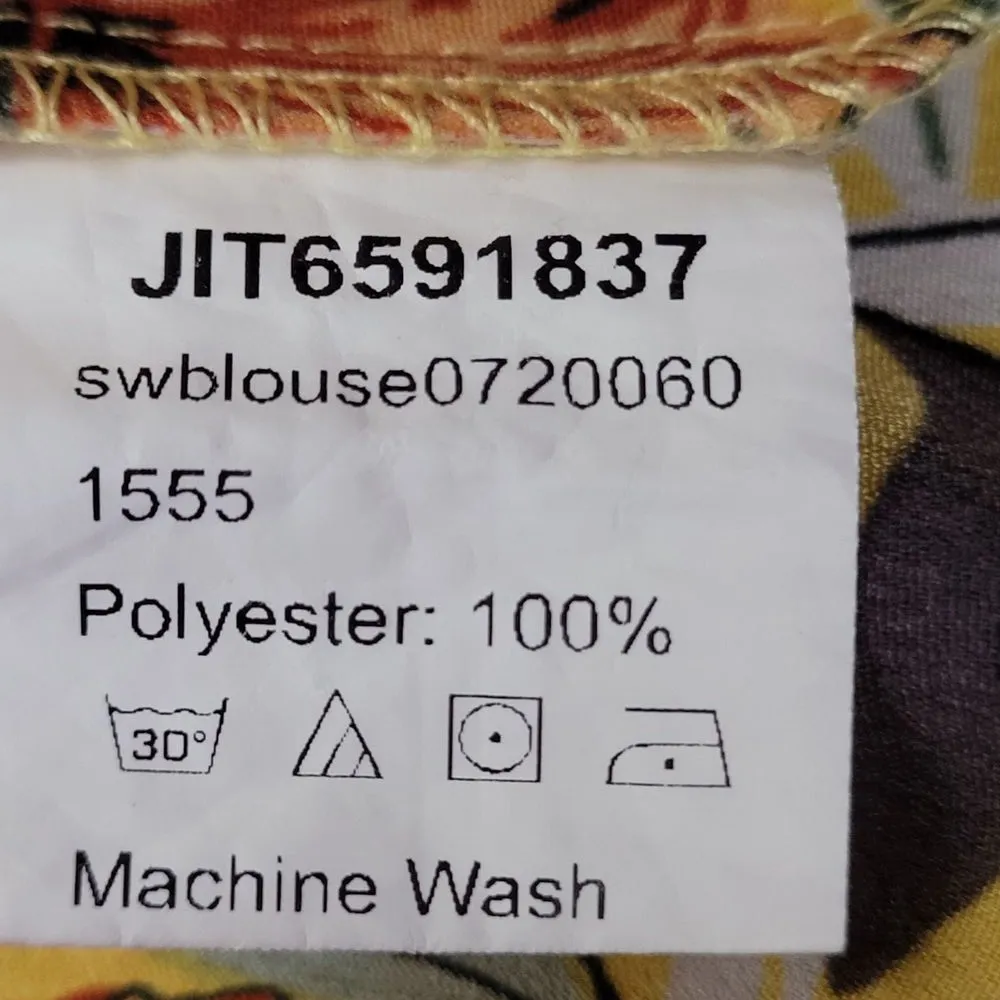 JIT6591837
swblouse0720060
1555
Polyester: 100%
30°
Machine Wash